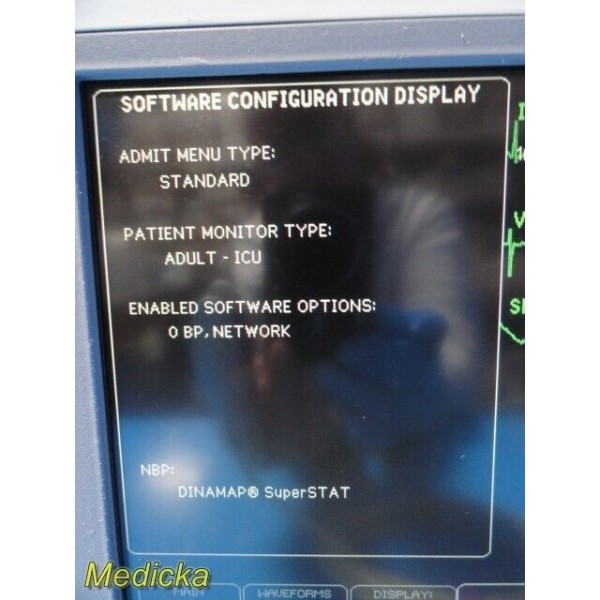 SOFTWARE CONFIGURATION DISPLAY
ADMIT MENU TYPE:
STANDARD
PATIENT MONITOR TYPE:
ADULT - ICU
ENABLED SOFTWARE OPTIONS:
0 BP, NETWORK
NBP:
DINAMAP® SuperSTAT
MAIN
WAVEFORMS
DISPLAY:
Medicka